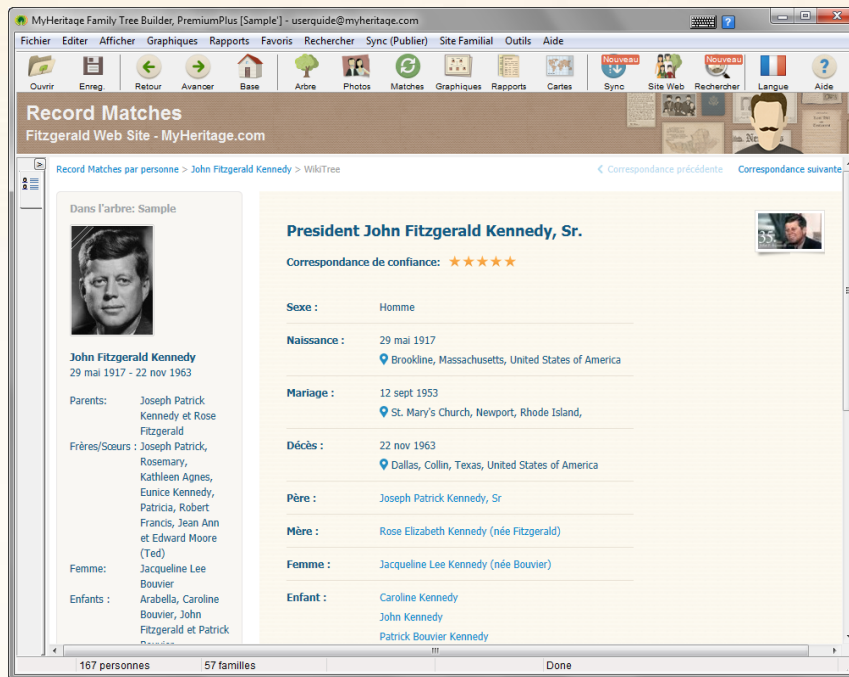 MyHeritage Family Tree Builder, PremiumPlus [Sample'] - userguide@myheritage.com
Fichier Editer Afficher Graphiques Rapports Favoris Rechercher Sync (Publier) Site Familial Outils Aide
Nouveau Nouveau
Ouvrir Enreg. Retour Avancer Base Arbre Photos Matches Graphiques Rapports Cartes Sync Site Web Rechercher Langue Aide
Record Matches
Fitzgerald Web Site - MyHeritage.com
Record Matches par personne > John Fitzgerald Kennedy > WikiTree
Correspondance précédente Correspondance suivante
Dans l'arbre: Sample
John Fitzgerald Kennedy
29 mai 1917 - 22 nov 1963
Parents: Joseph Patrick
Kennedy et Rose
Fitzgerald
Frères/Sœurs : Joseph Patrick,
Rosemary,
Kathleen Agnes,
Eunice Kennedy,
Patricia, Robert
Francis, Jean Ann
et Edward Moore
(Ted)
Femme: Jacqueline Lee
Bouvier
Enfants : Arabella, Caroline
Bouvier, John
Fitzgerald et Patrick
President John Fitzgerald Kennedy, Sr.
35
Correspondance de confiance:
Sexe : Homme
Naissance : 29 mai 1917
Brookline, Massachusetts, United States of America
Mariage : 12 sept 1953
St. Mary's Church, Newport, Rhode Island,
Décès : 22 nov 1963
Dallas, Collin, Texas, United States of America
Père : Joseph Patrick Kennedy, Sr
Mère : Rose Elizabeth Kennedy (née Fitzgerald)
Femme : Jacqueline Lee Kennedy (née Bouvier)
Enfant : Caroline Kennedy
John Kennedy
Patrick Bouvier Kennedy
167 personnes 57 familles Done